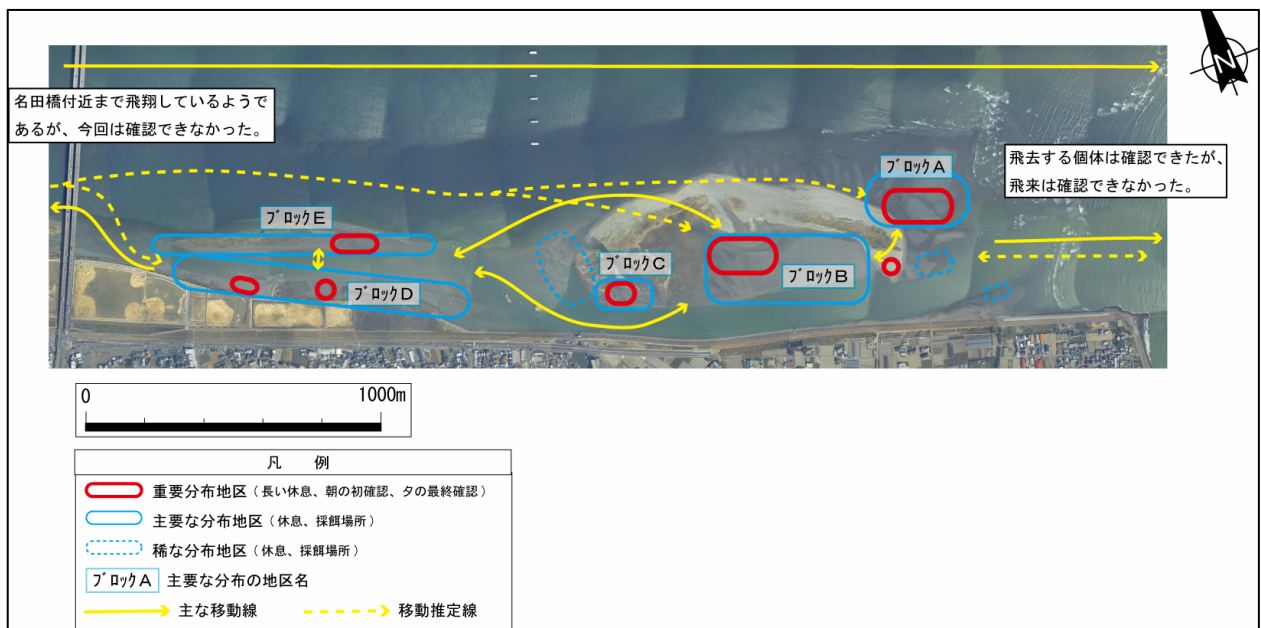 N
名田橋付近まで飛翔しているようで
あるが、今回は確認できなかった。
飛去する個体は確認できたが、
飛来は確認できなかった。
ブロックA
ブロックE
ブロックC
ブロックB
ブロックD
0 1000m
凡 例
重要分布地区（長い休息、朝の初確認、夕の最終確認）
主要な分布地区（休息、採餌場所）
稀な分布地区（休息、採餌場所）
ブロックA 主要な分布の地区名
主な移動線 移動推定線